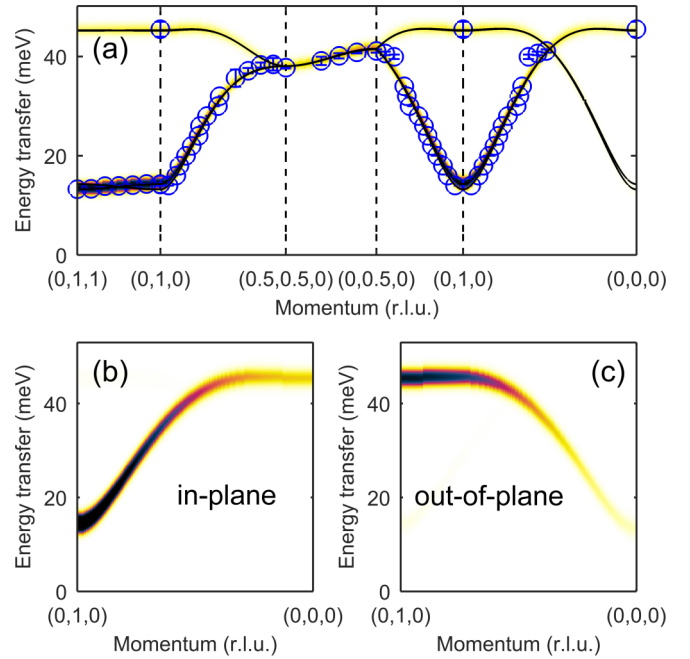 (a)
Energy transfer (meV)
40
20
0
(0,1,1) (0,1,0) (0.5,0.5,0) (0,0.5,0) (0,1,0) (0,0,0)
Momentum (r.l.u.)
(b)
in-plane
Energy transfer (meV)
40
20
0
(0,1,0) (0,0,0)
Momentum (r.l.u.)
(c)
out-of-plane
Energy transfer (meV)
40
20
0
(0,1,0) (0,0,0)
Momentum (r.l.u.)